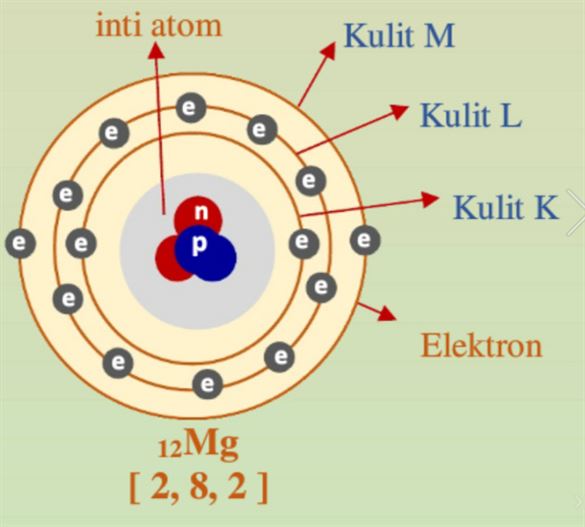 inti atom
Kulit M
Kulit L
Kulit K
Elektron
e
e
e
e
e
e
e
e
e
e
e
e
e
e
n
p
₁₂Mg
[ 2, 8, 2 ]